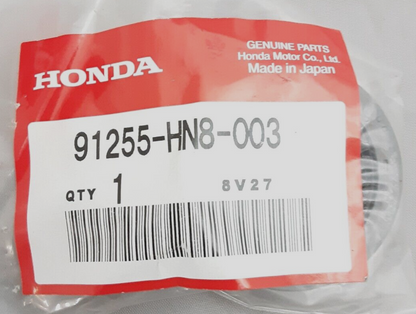 GENUINE PARTS
Honda Motor Co., Ltd.
Made in Japan
HONDA
91255-HN8-003
QTY 1 8V27